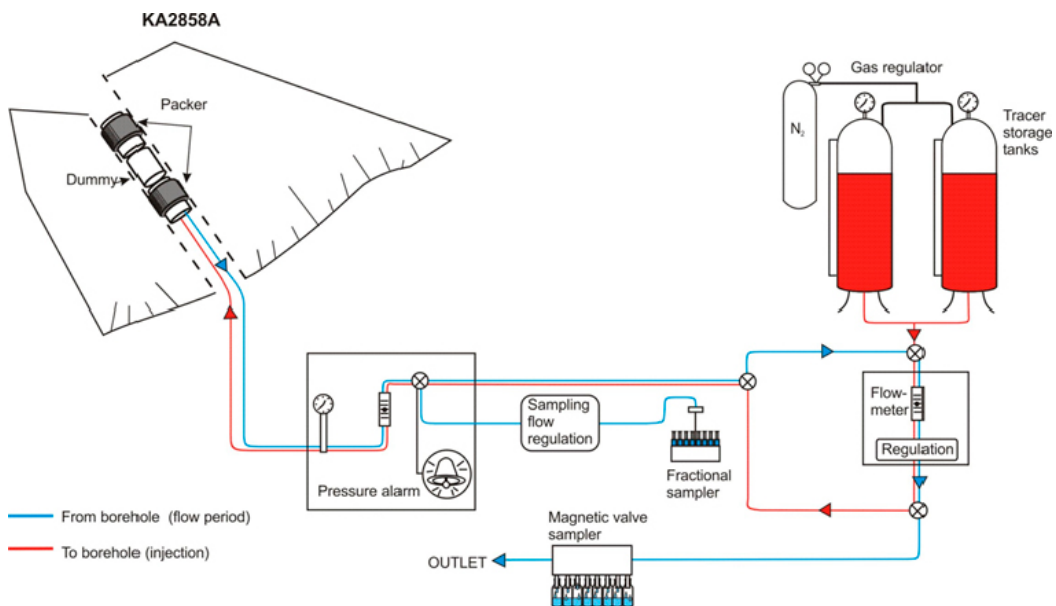 KA2858A
Packer
Dummy
Gas regulator
N₂
Tracer
storage
tanks
Flow-
meter
Regulation
Sampling
flow
regulation
Fractional
sampler
Pressure alarm
From borehole (flow period)
To borehole (injection)
Magnetic valve
sampler
OUTLET